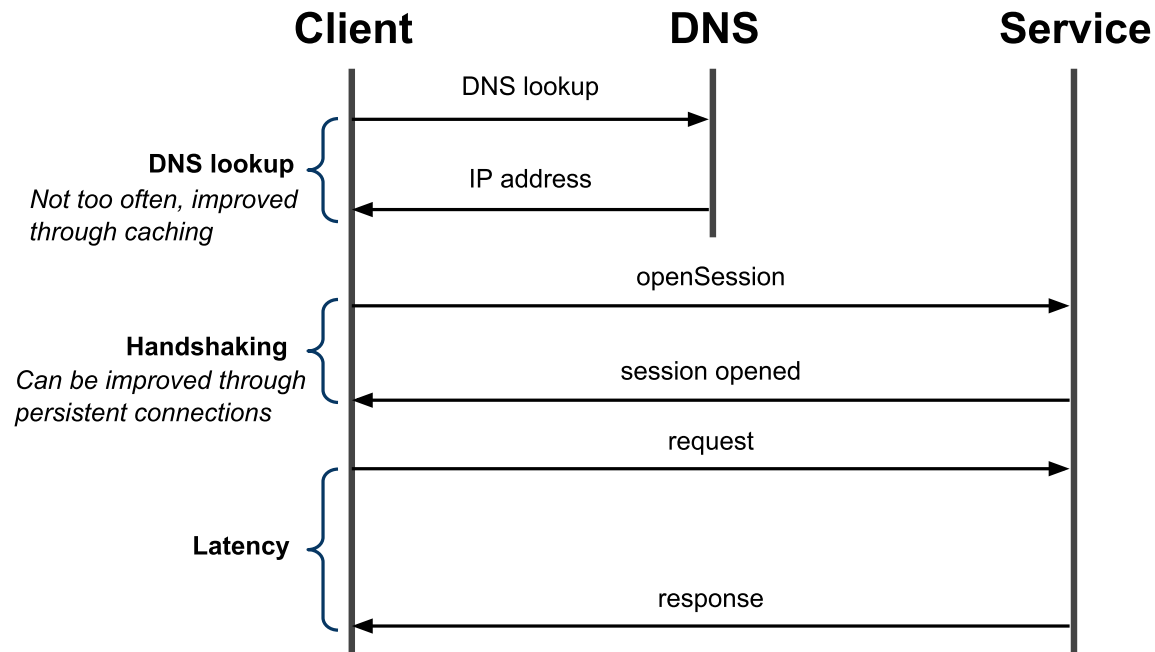 Client
DNS
Service
DNS lookup
DNS lookup
Not too often, improved
through caching
IP address
openSession
Handshaking
Can be improved through
persistent connections
session opened
request
Latency
response